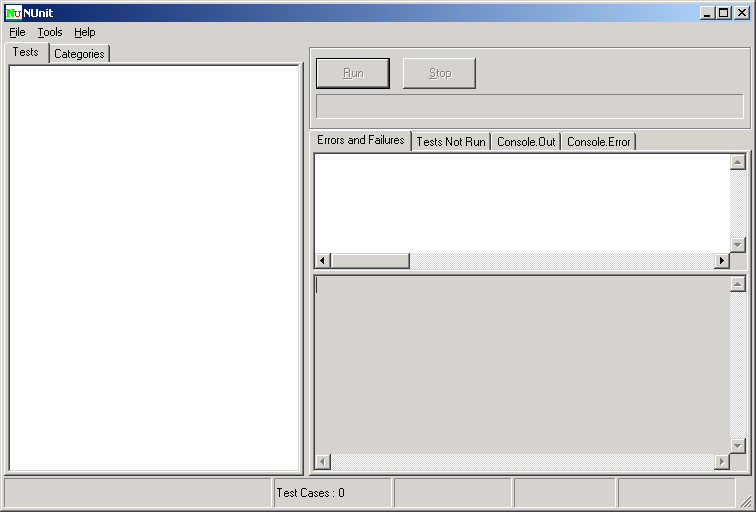 NUnit
File Tools Help
Tests Categories
Run Stop
Errors and Failures Tests Not Run Console.Out Console.Error
Test Cases : 0